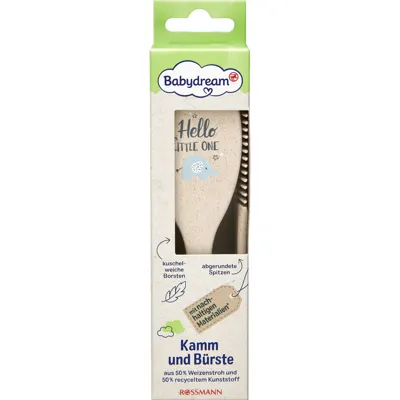 Babydream
Hello
LITTLE ONE
kuschel-
weiche
Borsten
abgerundete
Spitzen
mit nach-
haltigen
Materialien*
Kamm
und Bürste
aus 50% Weizenstroh und
50% recyceltem Kunststoff
ROSSMANN